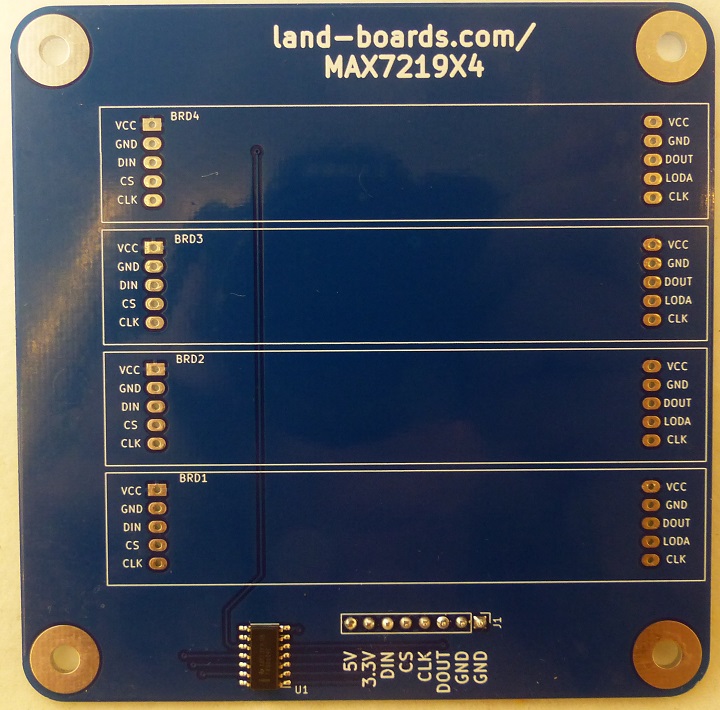 land-boards.com/
MAX7219X4
BRD4
VCC
GND
DIN
CS
CLK
VCC
GND
DOUT
LODA
CLK
BRD3
VCC
GND
DIN
CS
CLK
VCC
GND
DOUT
LODA
CLK
BRD2
VCC
GND
DIN
CS
CLK
VCC
GND
DOUT
LODA
CLK
BRD1
VCC
GND
DIN
CS
CLK
VCC
GND
DOUT
LODA
CLK
J1
U1
5V
3.3V
DIN
CS
CLK
DOUT
GND
GND